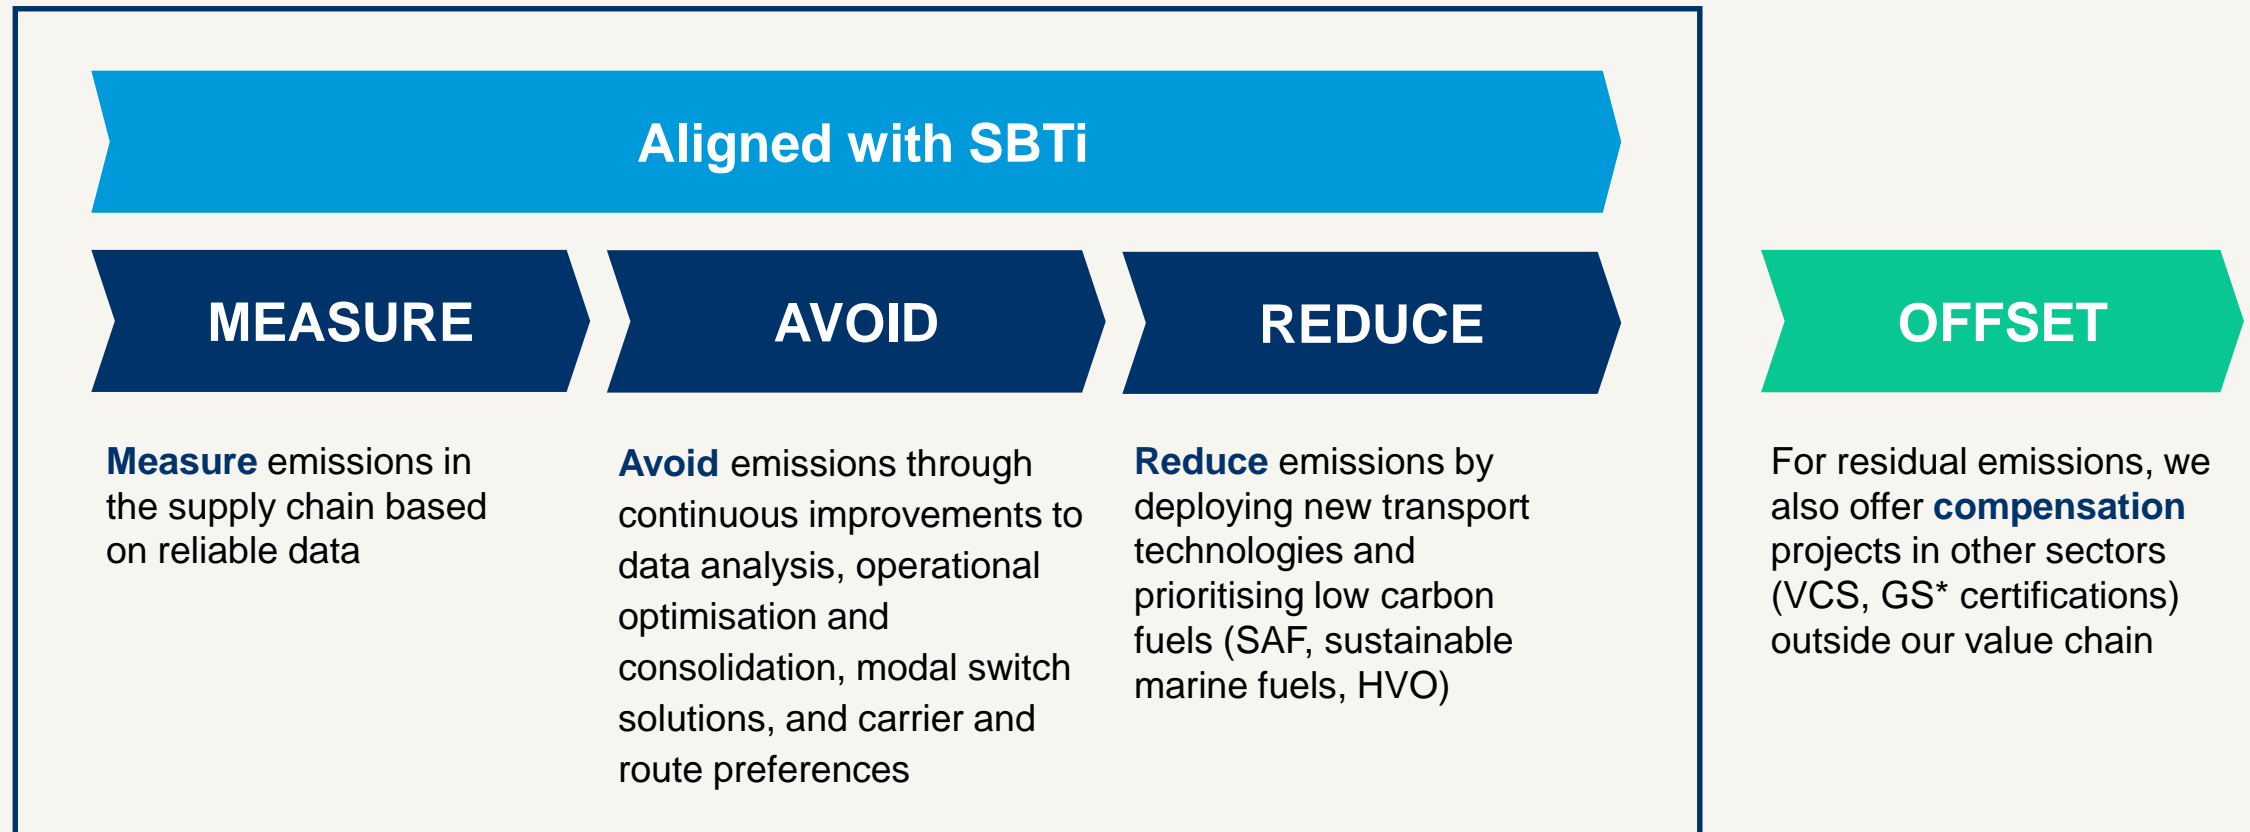 Aligned with SBTi
MEASURE
AVOID
REDUCE
OFFSET
Measure emissions in
the supply chain based
on reliable data
Avoid emissions through
continuous improvements to
data analysis, operational
optimisation and
consolidation, modal switch
solutions, and carrier and
route preferences
Reduce emissions by
deploying new transport
technologies and
prioritising low carbon
fuels (SAF, sustainable
marine fuels, HVO)
For residual emissions, we
also offer compensation
projects in other sectors
(VCS, GS* certifications)
outside our value chain